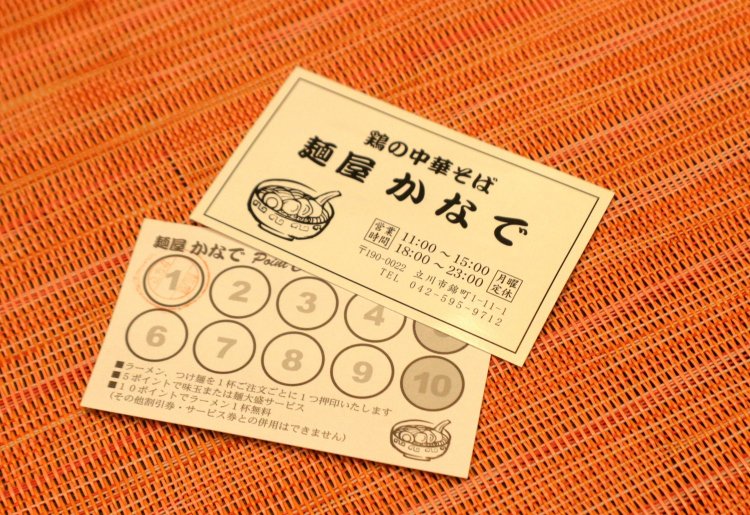 鶏の中華そば
麺屋 かなで
営業時間 11:00～15:00
18:00～23:00 月曜定休
〒190-0022 立川市錦町1-11-1
TEL 042-595-9712
麺屋 かなで Point
1 2 3 4
6 7 8 9 10
■ラーメン、つけ麺を1杯ご注文ごとに1つ押印いたします
■5ポイントで味玉または麺大盛サービス
■10ポイントでラーメン1杯無料
(その他割引券・サービス券との併用はできません)